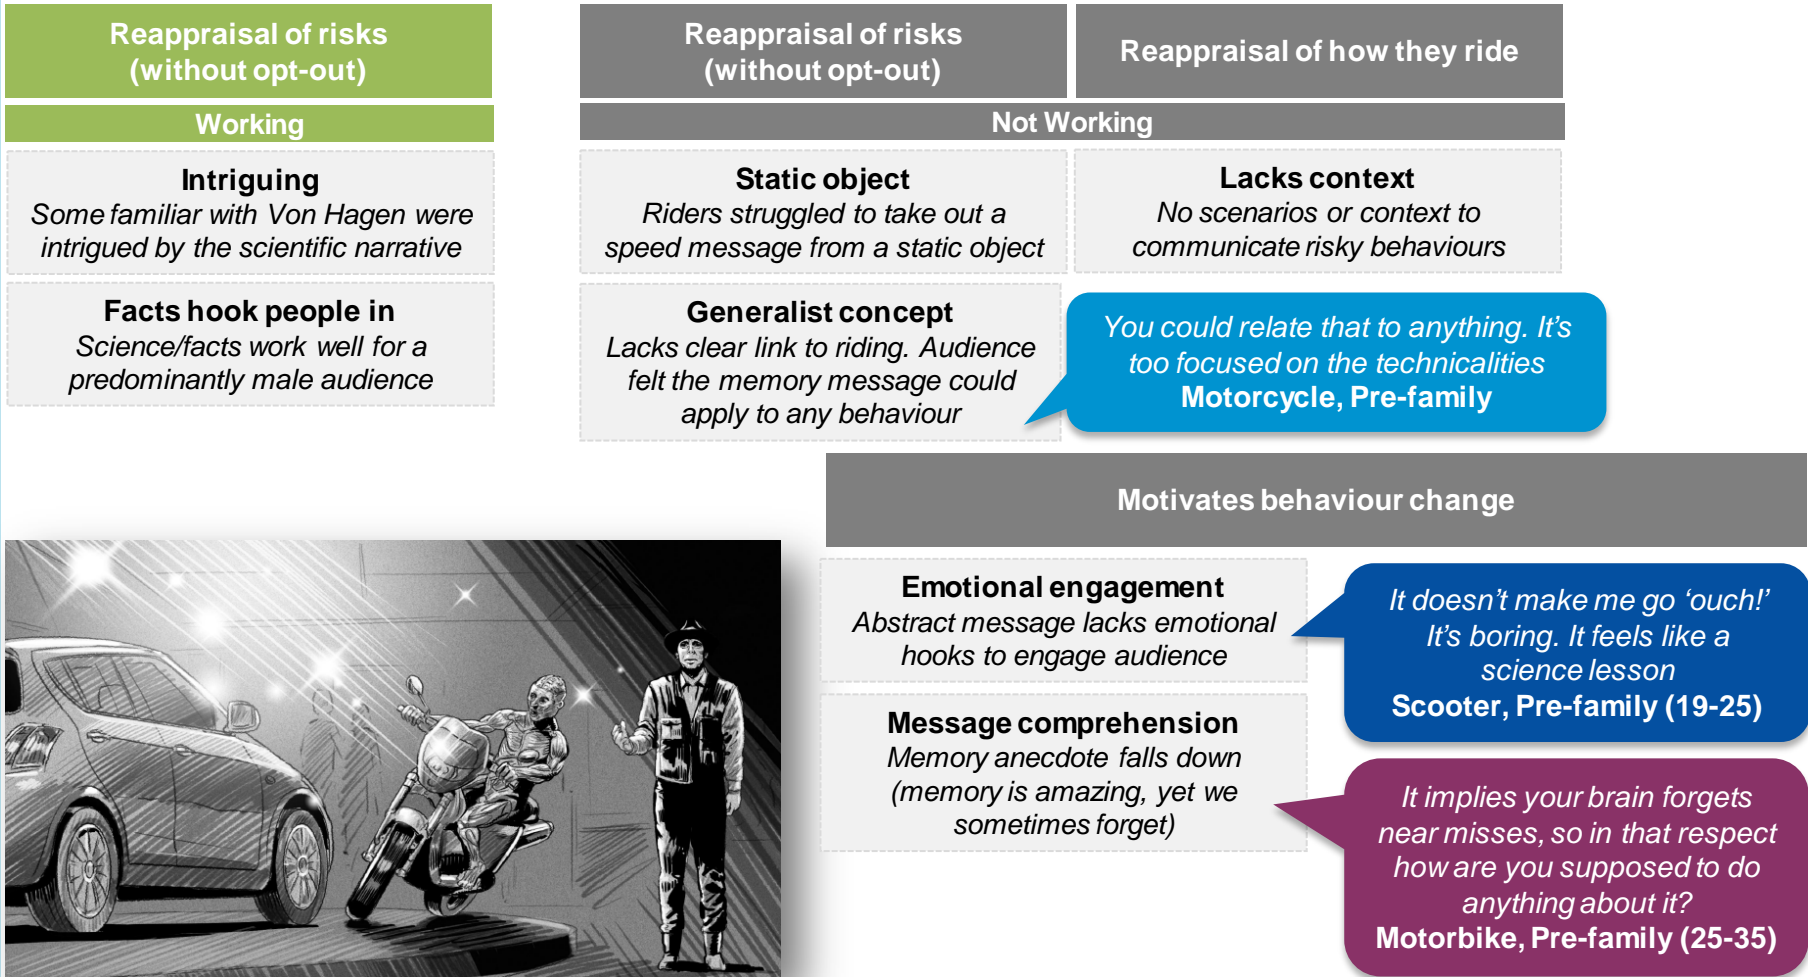 Reappraisal of risks
(without opt-out)
Working
Intriguing
Some familiar with Von Hagen were
intrigued by the scientific narrative
Facts hook people in
Science/facts work well for a
predominantly male audience
Reappraisal of risks
(without opt-out)
Reappraisal of how they ride
Not Working
Static object
Riders struggled to take out a
speed message from a static object
Lacks context
No scenarios or context to
communicate risky behaviours
Generalist concept
Lacks clear link to riding. Audience
felt the memory message could
apply to any behaviour
You could relate that to anything. It’s
too focused on the technicalities
Motorcycle, Pre-family
Motivates behaviour change
Emotional engagement
Abstract message lacks emotional
hooks to engage audience
It doesn’t make me go ‘ouch!’
It’s boring. It feels like a
science lesson
Scooter, Pre-family (19-25)
Message comprehension
Memory anecdote falls down
(memory is amazing, yet we
sometimes forget)
It implies your brain forgets
near misses, so in that respect
how are you supposed to do
anything about it?
Motorbike, Pre-family (25-35)